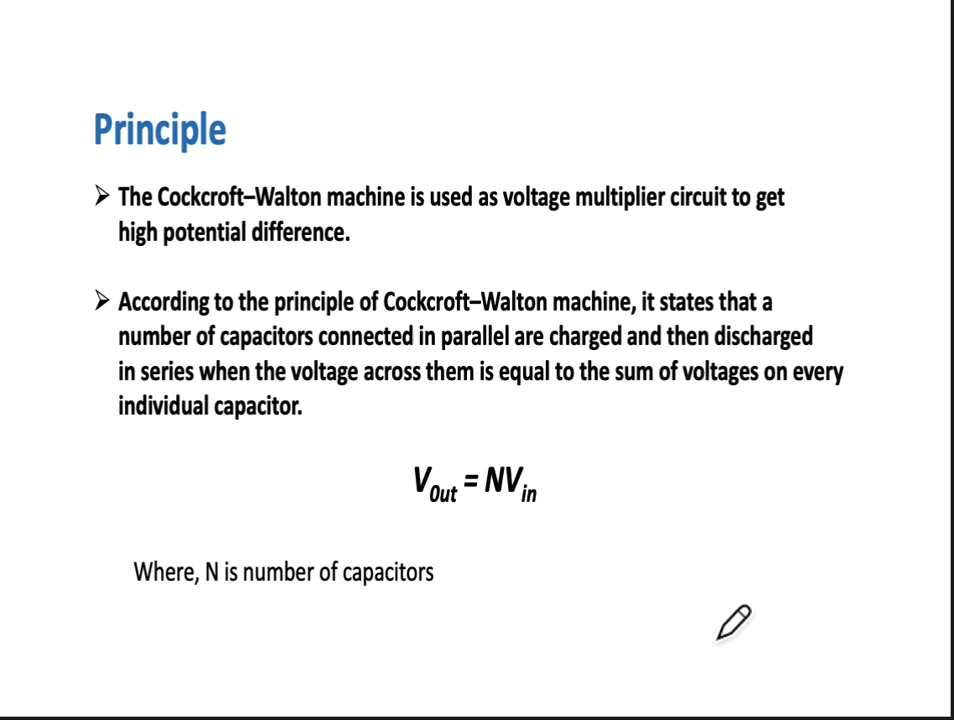 Principle
➢ The Cockcroft–Walton machine is used as voltage multiplier circuit to get
high potential difference.
➢ According to the principle of Cockcroft–Walton machine, it states that a
number of capacitors connected in parallel are charged and then discharged
in series when the voltage across them is equal to the sum of voltages on every
individual capacitor.
V0ut = NVin
Where, N is number of capacitors